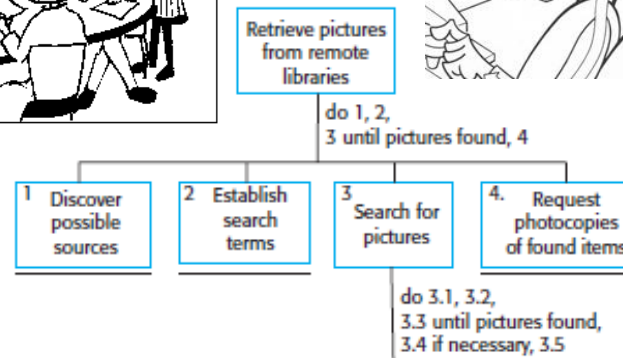 Retrieve pictures
from remote
libraries
do 1, 2,
3 until pictures found, 4
1 Discover
possible
sources
2 Establish
search
terms
3
Search for
pictures
4. Request
photocopies
of found items
do 3.1, 3.2,
3.3 until pictures found,
3.4 if necessary, 3.5